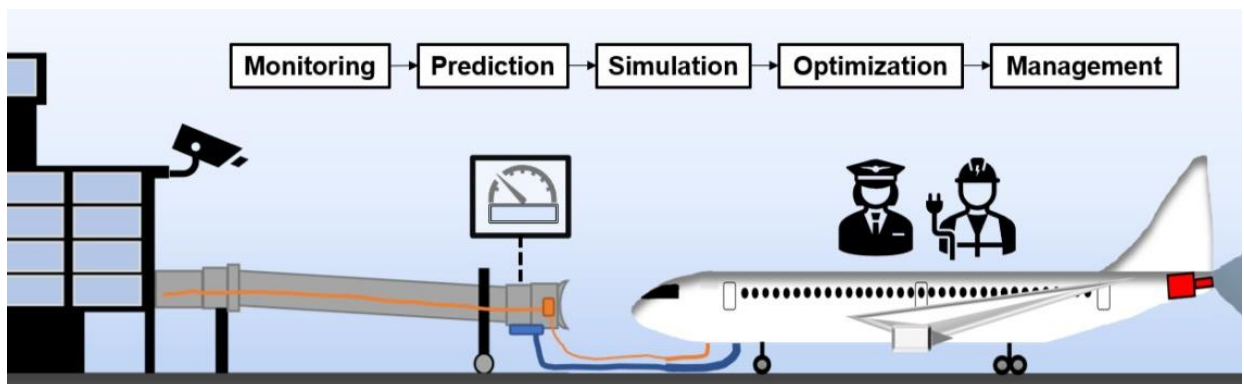 Monitoring
Prediction
Simulation
Optimization
Management